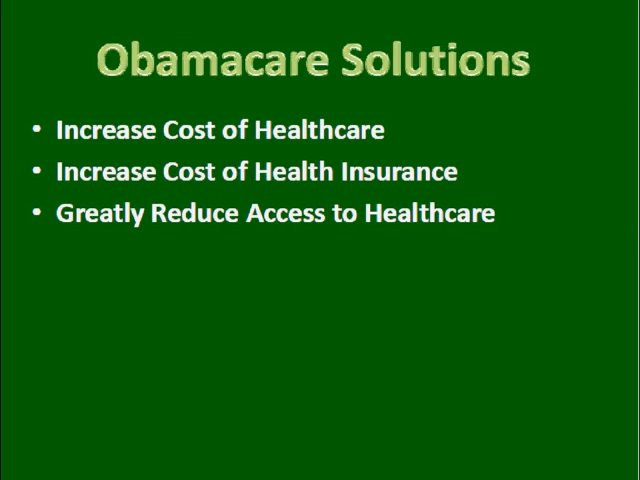 Obamacare Solutions
• Increase Cost of Healthcare
• Increase Cost of Health Insurance
• Greatly Reduce Access to Healthcare